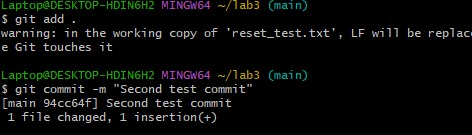 Laptop@DESKTOP-HDIN6H2 MINGW64 ~/lab3 (main)
$ git add .
warning: in the working copy of 'reset_test.txt', LF will be replac
e Git touches it

Laptop@DESKTOP-HDIN6H2 MINGW64 ~/lab3 (main)
$ git commit -m "Second test commit"
[main 94cc64f] Second test commit
 1 file changed, 1 insertion(+)